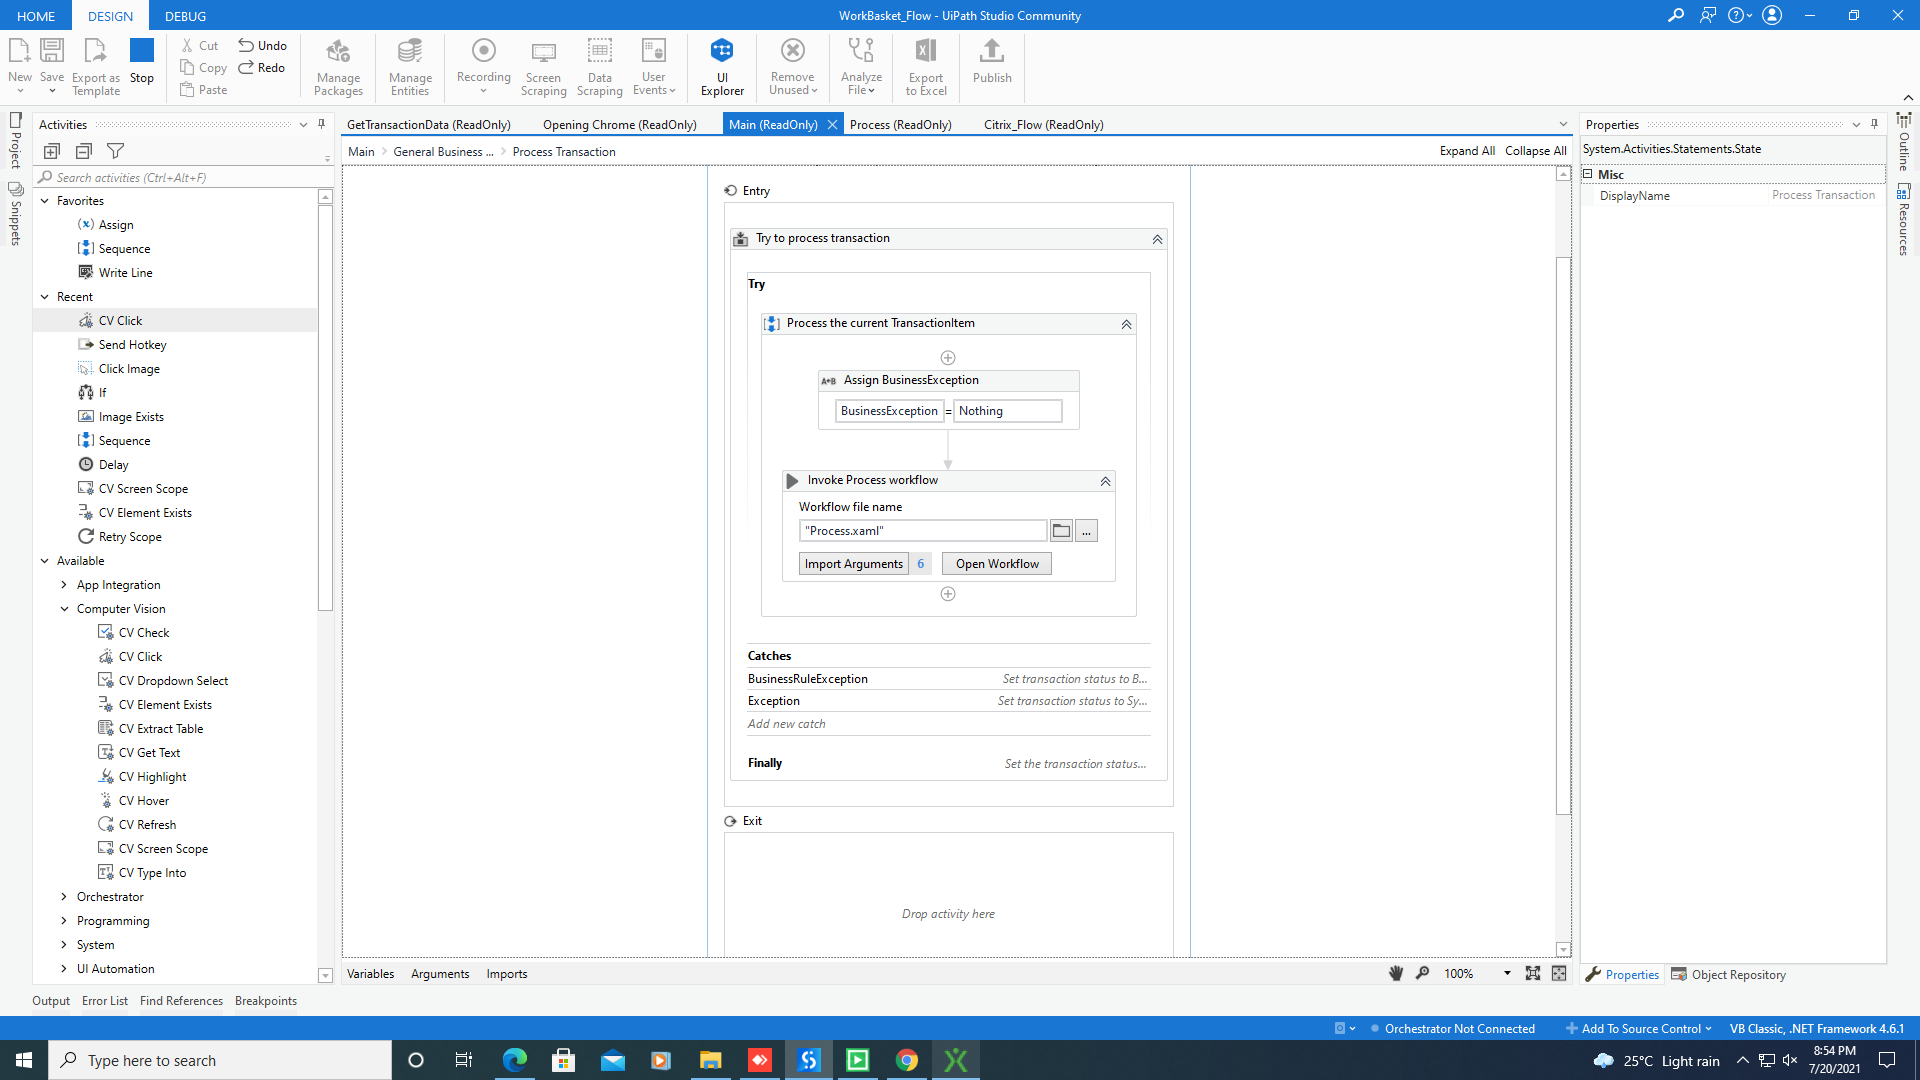 HOME DESIGN DEBUG WorkBasket_Flow - UiPath Studio Community
New Save Export as Template Stop Cut Copy Paste Undo Redo Manage Packages Manage Entities Recording Screen Scraping Data Scraping User Events UI Explorer Remove Unused Analyze File Export to Excel Publish
Project
Snippets
Activities
Search activities (Ctrl+Alt+F)
Favorites
Assign
Sequence
Write Line
Recent
CV Click
Send Hotkey
Click Image
If
Image Exists
Sequence
Delay
CV Screen Scope
CV Element Exists
Retry Scope
Available
App Integration
Computer Vision
CV Check
CV Click
CV Dropdown Select
CV Element Exists
CV Extract Table
CV Get Text
CV Highlight
CV Hover
CV Refresh
CV Screen Scope
CV Type Into
Orchestrator
Programming
System
UI Automation
GetTransactionData (ReadOnly) Opening Chrome (ReadOnly) Main (ReadOnly) Process (ReadOnly) Citrix_Flow (ReadOnly)
Main General Business ... Process Transaction Expand All Collapse All
Entry
Try to process transaction
Try
Process the current TransactionItem
A*B Assign BusinessException
BusinessException = Nothing
Invoke Process workflow
Workflow file name
"Process.xaml" ...
Import Arguments 6 Open Workflow
Catches
BusinessRuleException Set transaction status to B...
Exception Set transaction status to Sy...
Add new catch
Finally Set the transaction status...
Exit
Drop activity here
Variables Arguments Imports 100%
Properties
System.Activities.Statements.State
Misc
DisplayName Process Transaction
Properties Object Repository
Outline
Resources
Output Error List Find References Breakpoints
Orchestrator Not Connected Add To Source Control VB Classic, .NET Framework 4.6.1
Type here to search 25°C Light rain 8:54 PM
7/20/2021